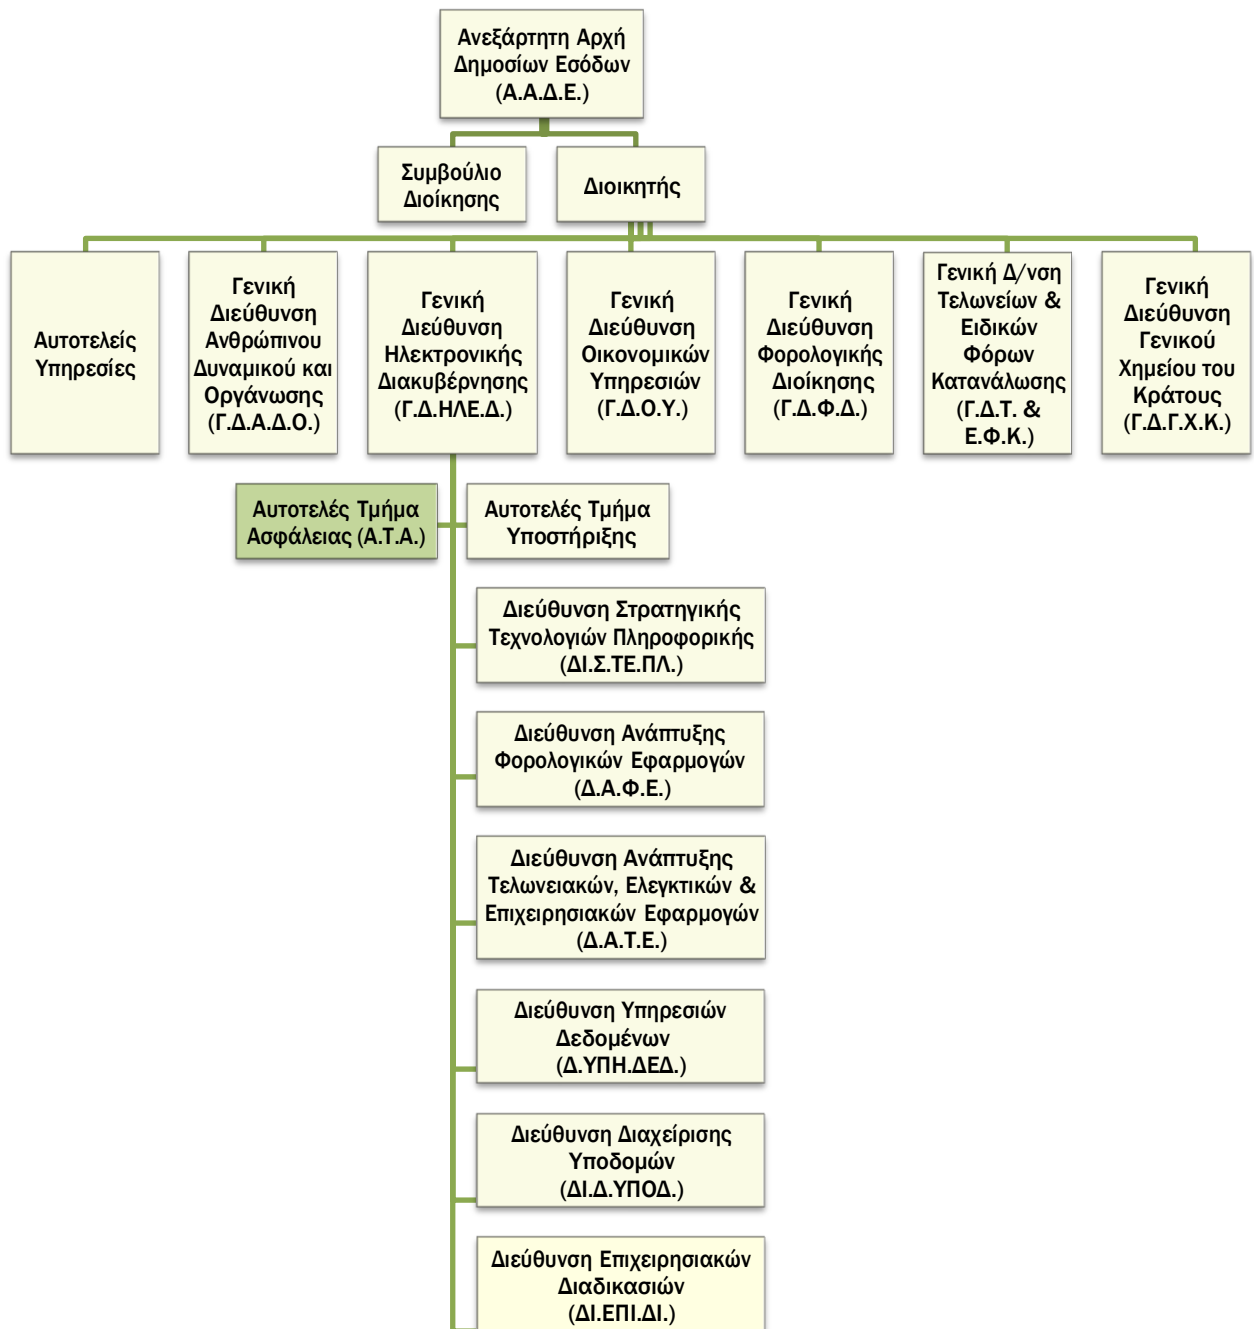 Ανεξάρτητη Αρχή
Δημοσίων Εσόδων
(Α.Α.Δ.Ε.)
Συμβούλιο
Διοίκησης
Διοικητής
Αυτοτελείς
Υπηρεσίες
Γενική
Διεύθυνση
Ανθρώπινου
Δυναμικού και
Οργάνωσης
(Γ.Δ.Α.Δ.Ο.)
Γενική
Διεύθυνση
Ηλεκτρονικής
Διακυβέρνησης
(Γ.Δ.ΗΛΕ.Δ.)
Γενική
Διεύθυνση
Οικονομικών
Υπηρεσιών
(Γ.Δ.Ο.Υ.)
Γενική
Διεύθυνση
Φορολογικής
Διοίκησης
(Γ.Δ.Φ.Δ.)
Γενική Δ/νση
Τελωνείων &
Ειδικών
Φόρων
Κατανάλωσης
(Γ.Δ.Τ. &
Ε.Φ.Κ.)
Γενική
Διεύθυνση
Γενικού
Χημείου του
Κράτους
(Γ.Δ.Γ.Χ.Κ.)
Αυτοτελές Τμήμα
Ασφάλειας (Α.Τ.Α.)
Αυτοτελές Τμήμα
Υποστήριξης
Διεύθυνση Στρατηγικής
Τεχνολογιών Πληροφορικής
(ΔΙ.Σ.ΤΕ.ΠΛ.)
Διεύθυνση Ανάπτυξης
Φορολογικών Εφαρμογών
(Δ.Α.Φ.Ε.)
Διεύθυνση Ανάπτυξης
Τελωνειακών, Ελεγκτικών &
Επιχειρησιακών Εφαρμογών
(Δ.Α.Τ.Ε.)
Διεύθυνση Υπηρεσιών
Δεδομένων
(Δ.ΥΠΗ.ΔΕΔ.)
Διεύθυνση Διαχείρισης
Υποδομών
(ΔΙ.Δ.ΥΠΟΔ.)
Διεύθυνση Επιχειρησιακών
Διαδικασιών
(ΔΙ.ΕΠΙ.ΔΙ.)